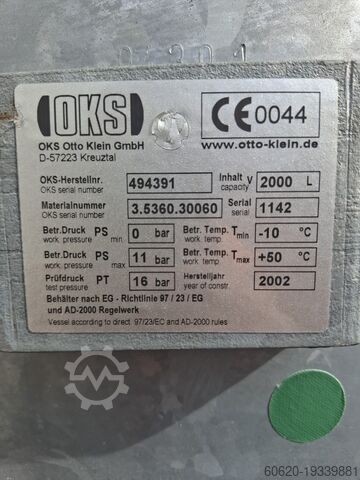 OKS
OKS Otto Klein GmbH
D-57223 Kreuztal
CE 0044
www.otto-klein.de
OKS-Herstellnr. 494391 Inhalt V 2000 L
OKS serial number capacity
Materialnummer 3.5360.30060 Serial 1142
OKS serial number serial
Betr.Druck PS min 0 bar Betr. Temp. Tmin -10 °C
work pressure work temp.
Betr.Druck PS max 11 bar Betr. Temp. Tmax +50 °C
work pressure work temp.
Prüfdruck PT 16 bar Herstelljahr 2002
test pressure year of constr.
Behälter nach EG - Richtlinie 97 / 23 / EG
und AD-2000 Regelwerk
Vessel according to direct. 97/23/EC and AD-2000 rules
Machineseeker
60620-19339881